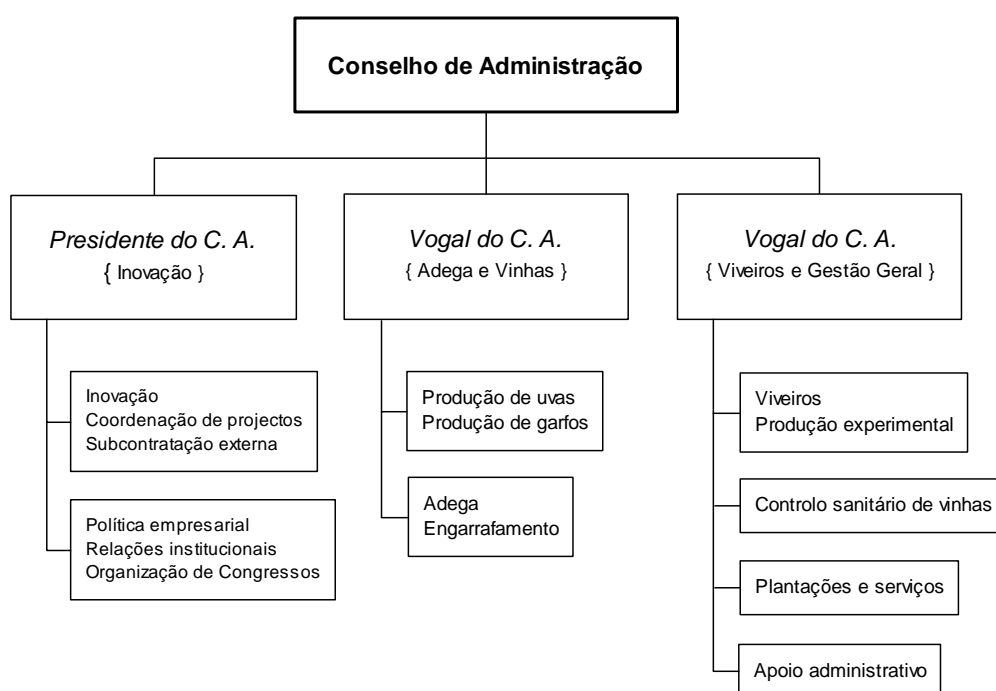 Conselho de Administração
Presidente do C. A.
{ Inovação }
Vogal do C. A.
{ Adega e Vinhas }
Vogal do C. A.
{ Viveiros e Gestão Geral }
Inovação
Coordenação de projectos
Subcontratação externa
Política empresarial
Relações institucionais
Organização de Congressos
Produção de uvas
Produção de garfos
Adega
Engarrafamento
Viveiros
Produção experimental
Controlo sanitário de vinhas
Plantações e serviços
Apoio administrativo